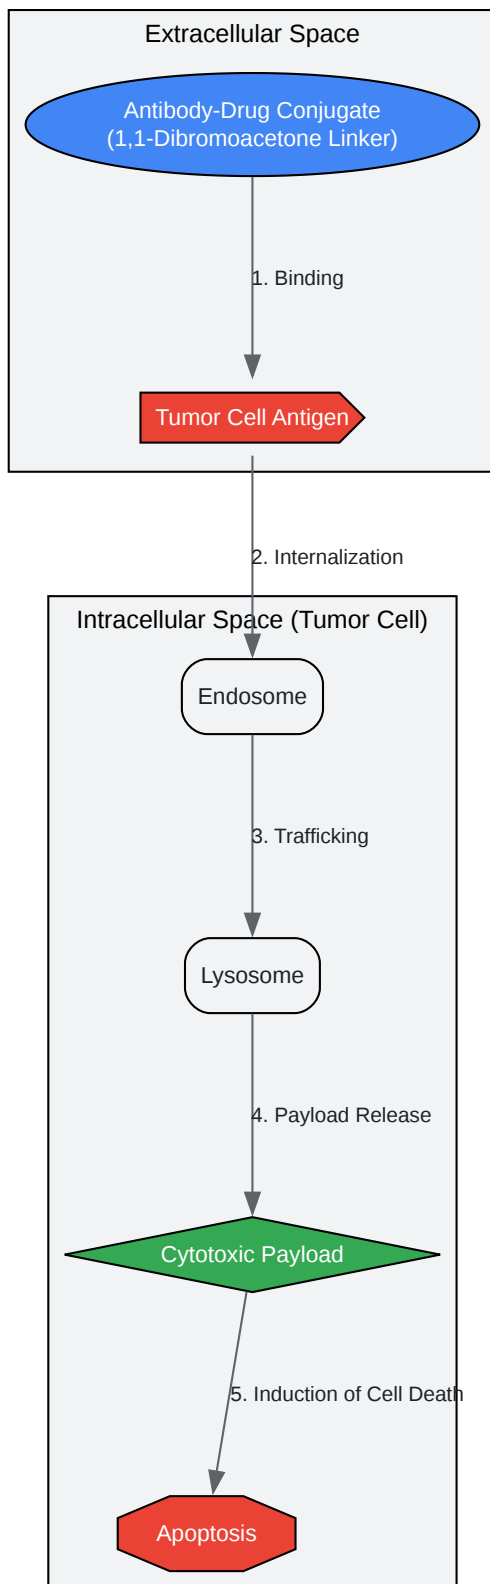 Extracellular Space
Antibody-Drug Conjugate
(1,1-Dibromoacetone Linker)
1. Binding
Tumor Cell Antigen
2. Internalization
Intracellular Space (Tumor Cell)
Endosome
3. Trafficking
Lysosome
4. Payload Release
Cytotoxic Payload
5. Induction of Cell Death
Apoptosis